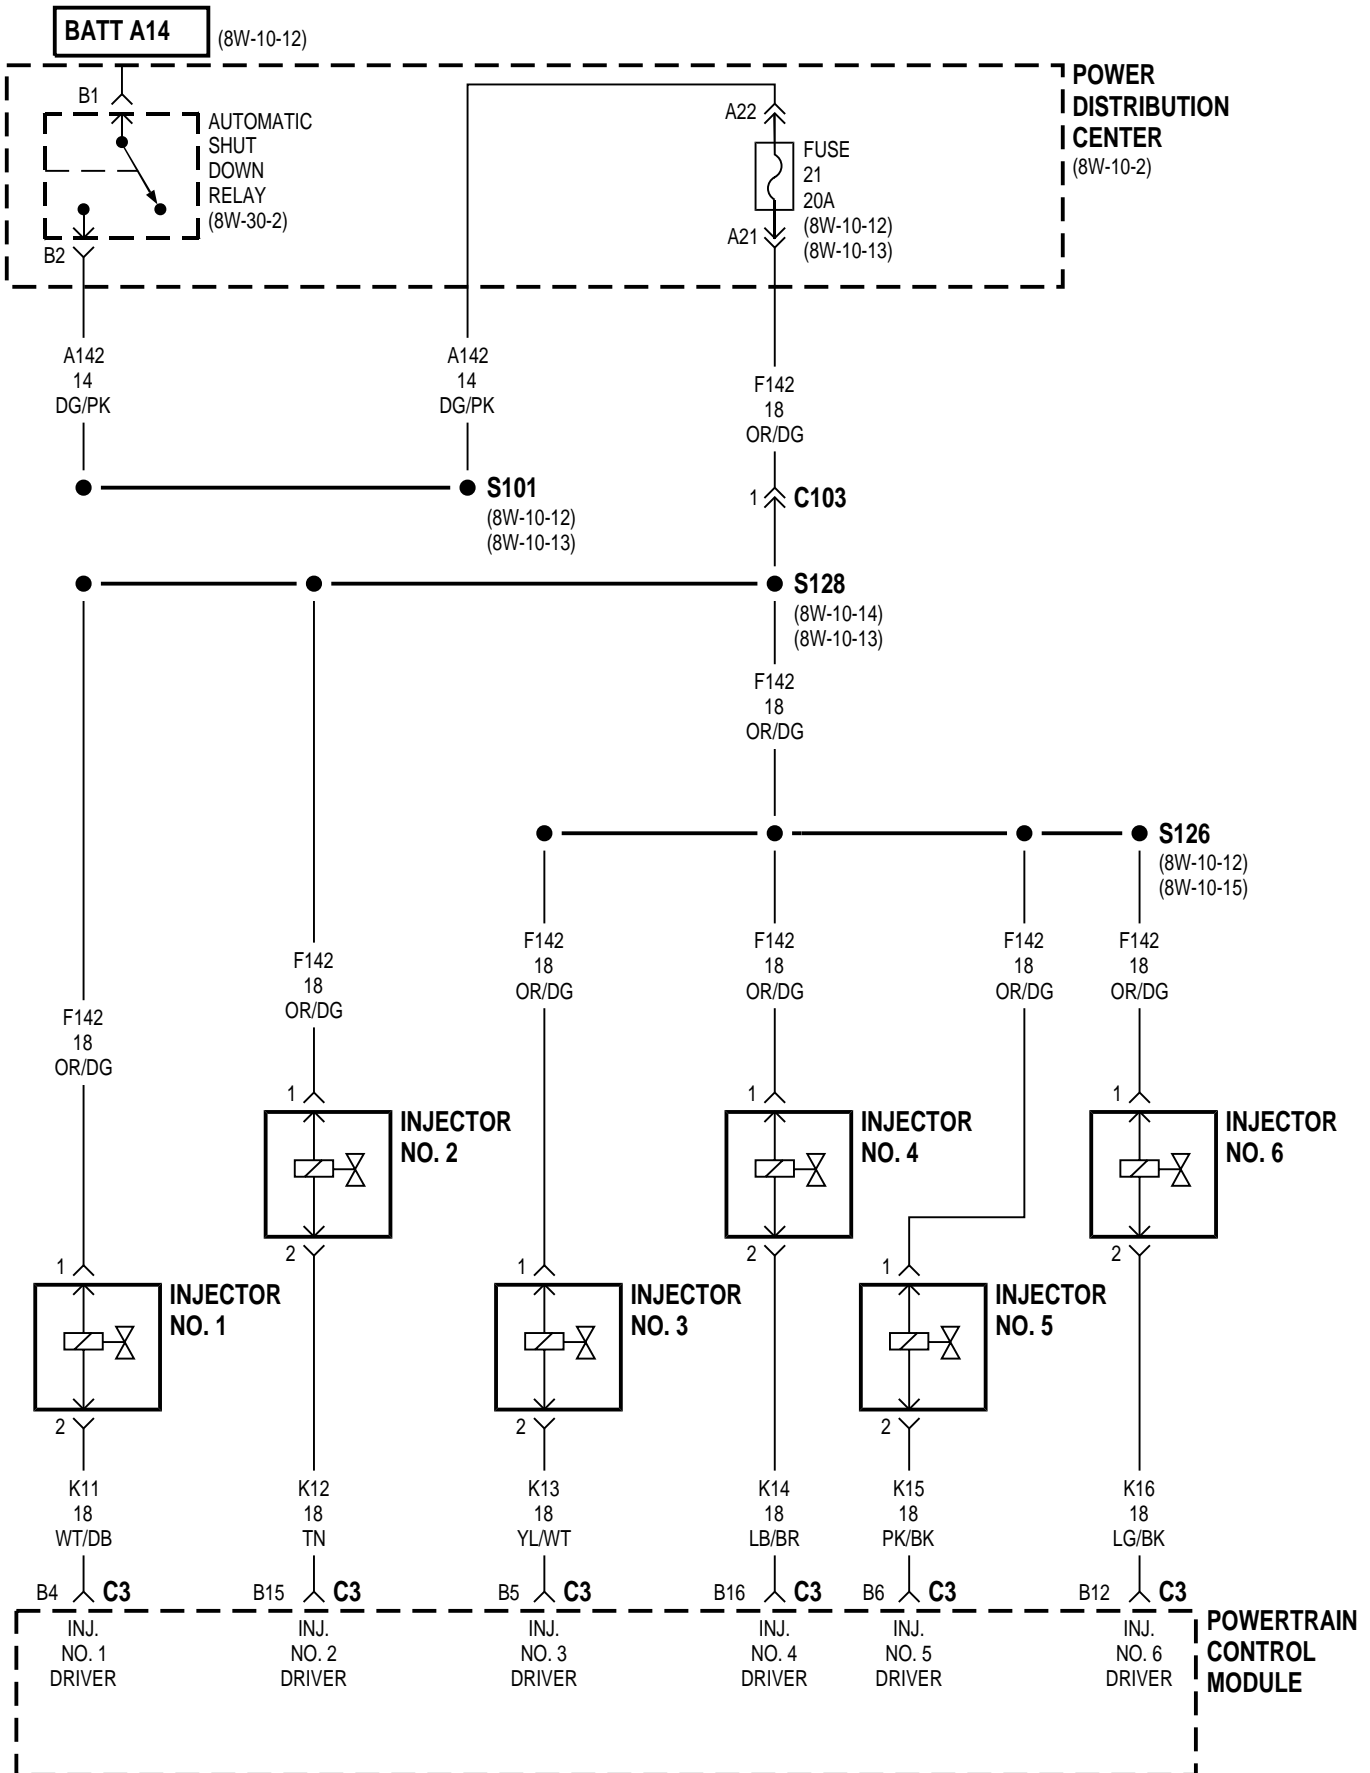 BATT A14
(8W-10-12)
POWER
DISTRIBUTION
CENTER
(8W-10-2)
B1
AUTOMATIC
SHUT
DOWN
RELAY
(8W-30-2)
B2
A22
FUSE
21
20A
(8W-10-12)
(8W-10-13)
A21
A142
14
DG/PK
A142
14
DG/PK
F142
18
OR/DG
S101
(8W-10-12)
(8W-10-13)
1
C103
S128
(8W-10-14)
(8W-10-13)
F142
18
OR/DG
S126
(8W-10-12)
(8W-10-15)
F142
18
OR/DG
F142
18
OR/DG
F142
18
OR/DG
F142
18
OR/DG
F142
18
OR/DG
F142
18
OR/DG
1
INJECTOR
NO. 2
2
1
INJECTOR
NO. 4
2
1
INJECTOR
NO. 6
2
1
INJECTOR
NO. 1
2
1
INJECTOR
NO. 3
2
1
INJECTOR
NO. 5
2
K11
18
WT/DB
K12
18
TN
K13
18
YL/WT
K14
18
LB/BR
K15
18
PK/BK
K16
18
LG/BK
B4 C3
B15 C3
B5 C3
B16 C3
B6 C3
B12 C3
INJ.
NO. 1
DRIVER
INJ.
NO. 2
DRIVER
INJ.
NO. 3
DRIVER
INJ.
NO. 4
DRIVER
INJ.
NO. 5
DRIVER
INJ.
NO. 6
DRIVER
POWERTRAIN
CONTROL
MODULE